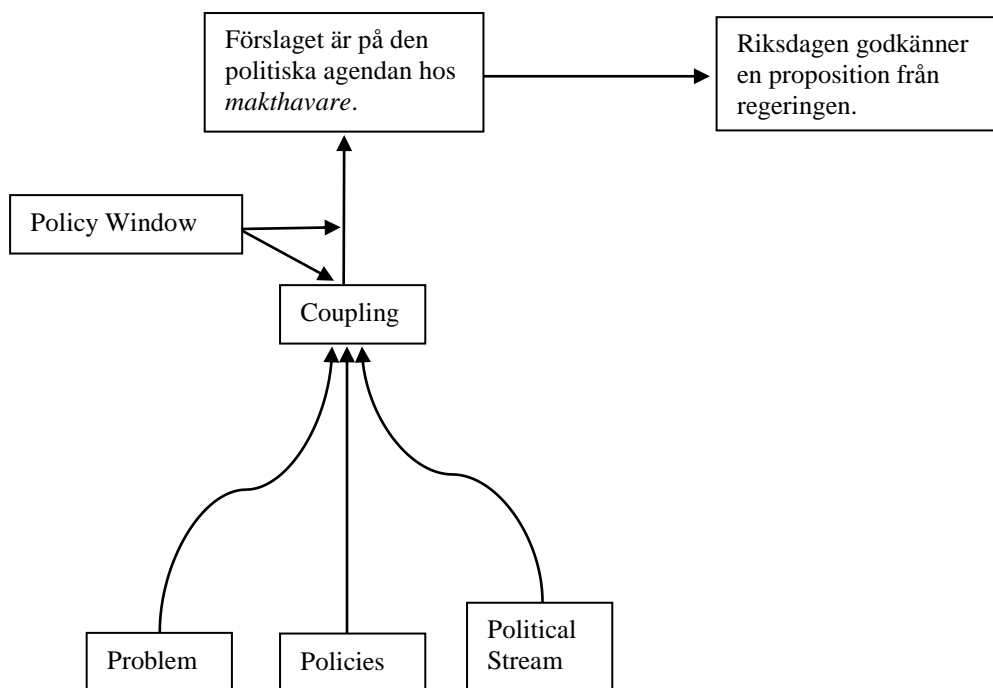 Förslaget är på den
politiska agendan hos
makthavare.
Riksdagen godkänner
en proposition från
regeringen.
Policy Window
Coupling
Problem
Policies
Political
Stream